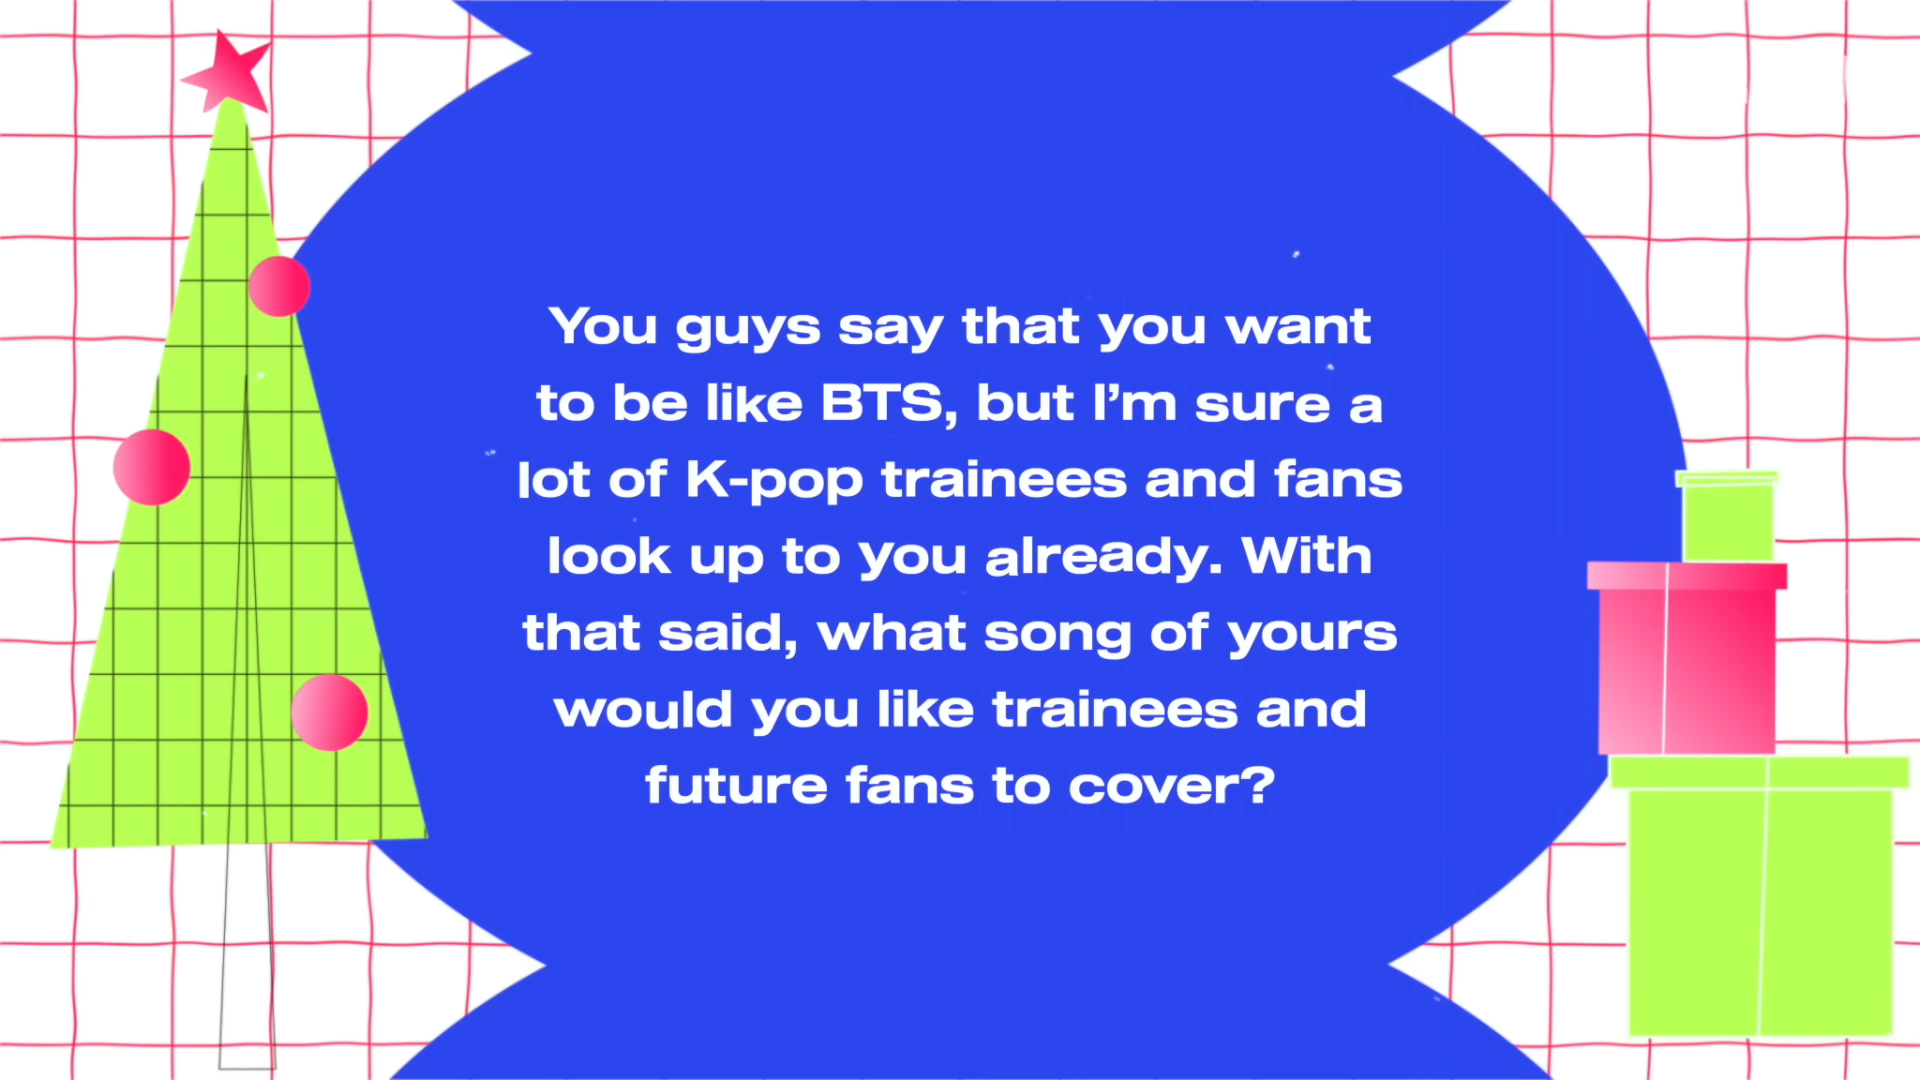 You guys say that you want
to be like BTS, but I’m sure a
lot of K-pop trainees and fans
look up to you already. With
that said, what song of yours
would you like trainees and
future fans to cover?